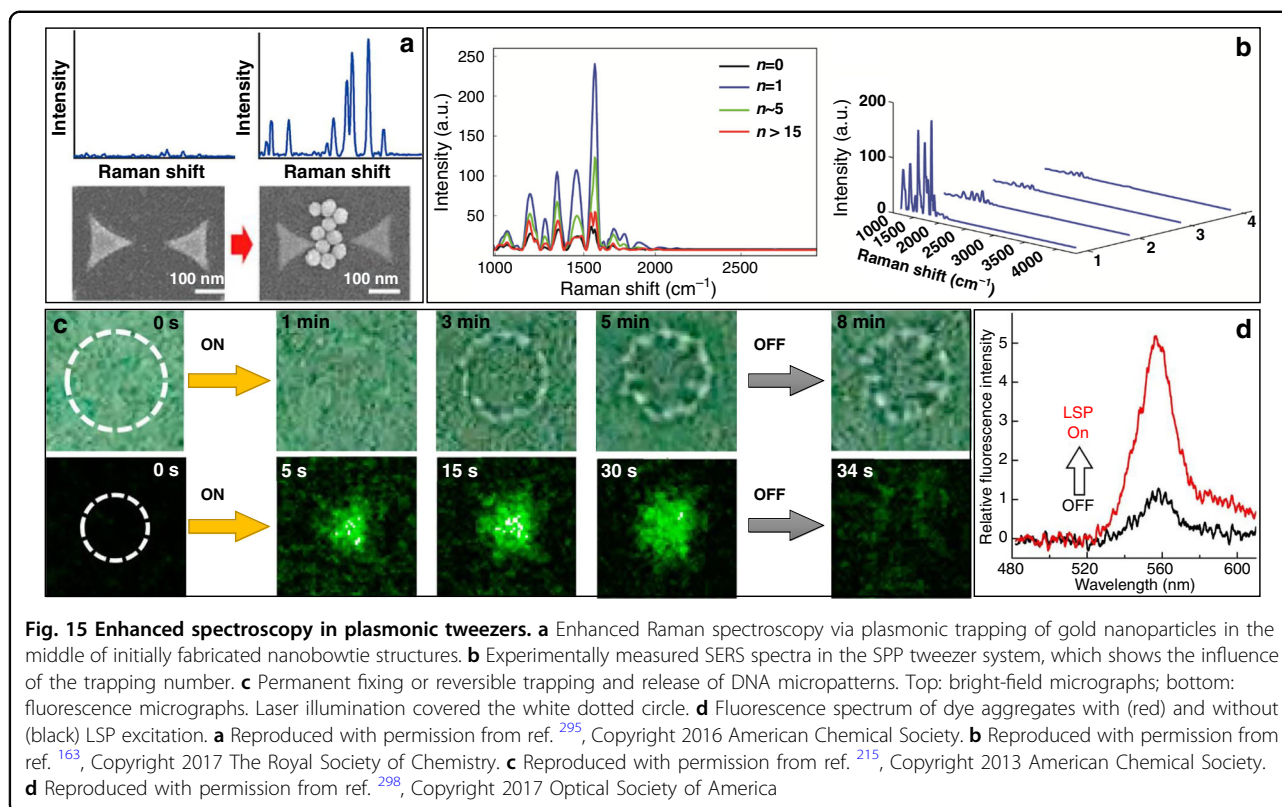 a
Intensity
Intensity
Raman shift
Raman shift
100 nm
100 nm
b
Intensity (a.u.)
250
200
150
100
50
1000
1500
2000
2500
Raman shift (cm−1)
n=0
n=1
n~5
n > 15
Intensity (a.u.)
200
100
0
1000
1500
2000
2500
3000
3500
4000
Raman shift (cm−1)
1
2
3
4
c
0 s
ON
1 min
3 min
5 min
OFF
8 min
0 s
ON
5 s
15 s
30 s
OFF
34 s
d
Relative fluorescence intensity
5
4
3
2
1
0
LSP
On
OFF
480
520
560
600
Wavelength (nm)
Fig. 15 Enhanced spectroscopy in plasmonic tweezers. a Enhanced Raman spectroscopy via plasmonic trapping of gold nanoparticles in the
middle of initially fabricated nanobowtie structures. b Experimentally measured SERS spectra in the SPP tweezer system, which shows the influence
of the trapping number. c Permanent fixing or reversible trapping and release of DNA micropatterns. Top: bright-field micrographs; bottom:
fluorescence micrographs. Laser illumination covered the white dotted circle. d Fluorescence spectrum of dye aggregates with (red) and without
(black) LSP excitation. a Reproduced with permission from ref. 295, Copyright 2016 American Chemical Society. b Reproduced with permission from
ref. 163, Copyright 2017 The Royal Society of Chemistry. c Reproduced with permission from ref. 215, Copyright 2013 American Chemical Society.
d Reproduced with permission from ref. 298, Copyright 2017 Optical Society of America